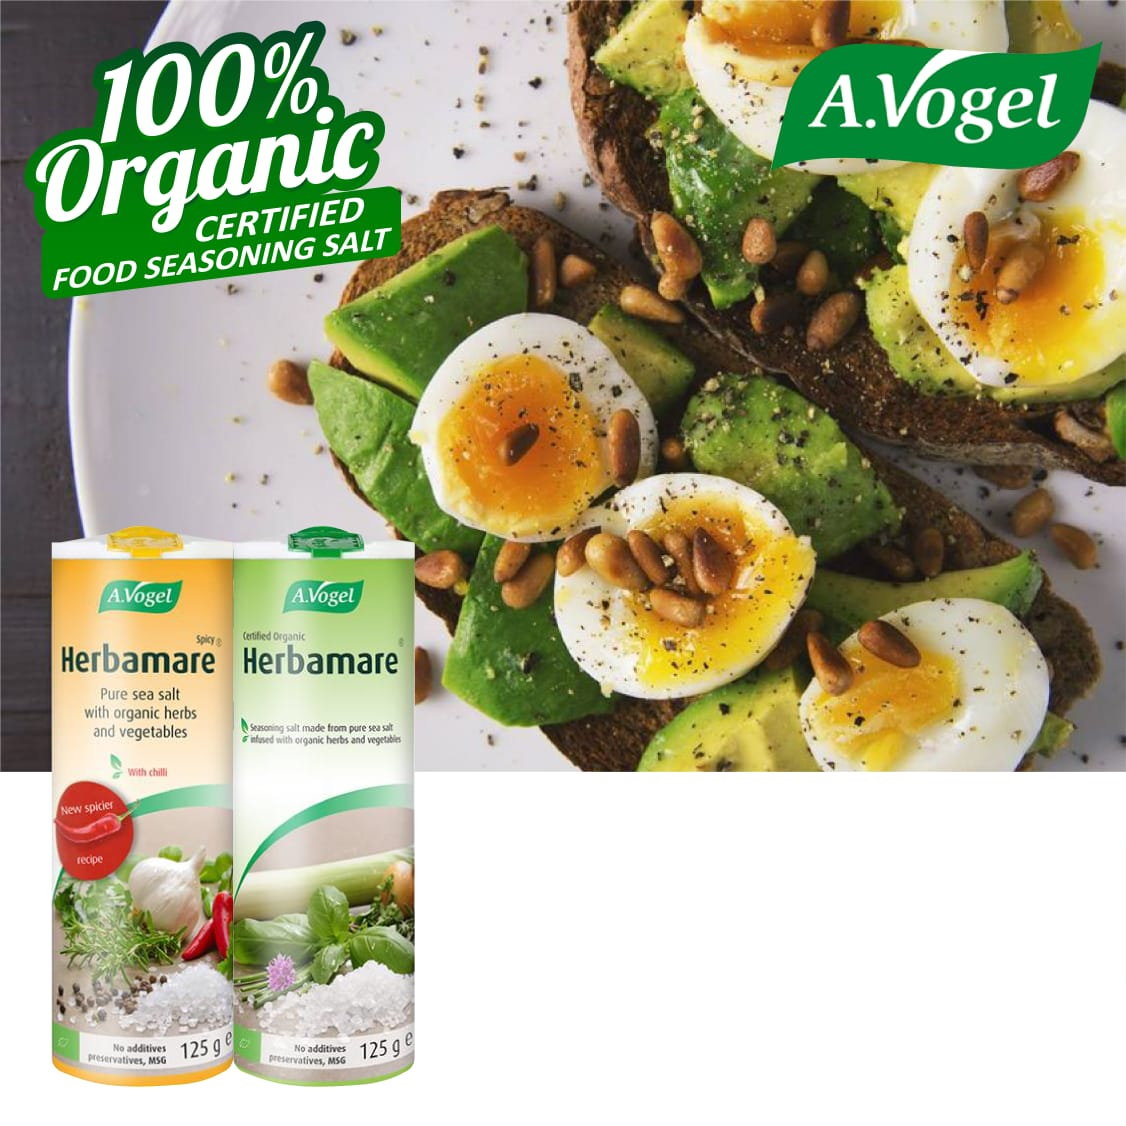 100%
Organic
CERTIFIED
FOOD SEASONING SALT
A.Vogel
A.Vogel
Spicy ®
Herbamare
Pure sea salt
with organic herbs
and vegetables
With chilli
New spicier
recipe
No additives
preservatives, MSG
125 g e
A.Vogel
Certified Organic
Herbamare ®
Seasoning salt made from pure sea salt
infused with organic herbs and vegetables
No additives
preservatives, MSG
125 g e